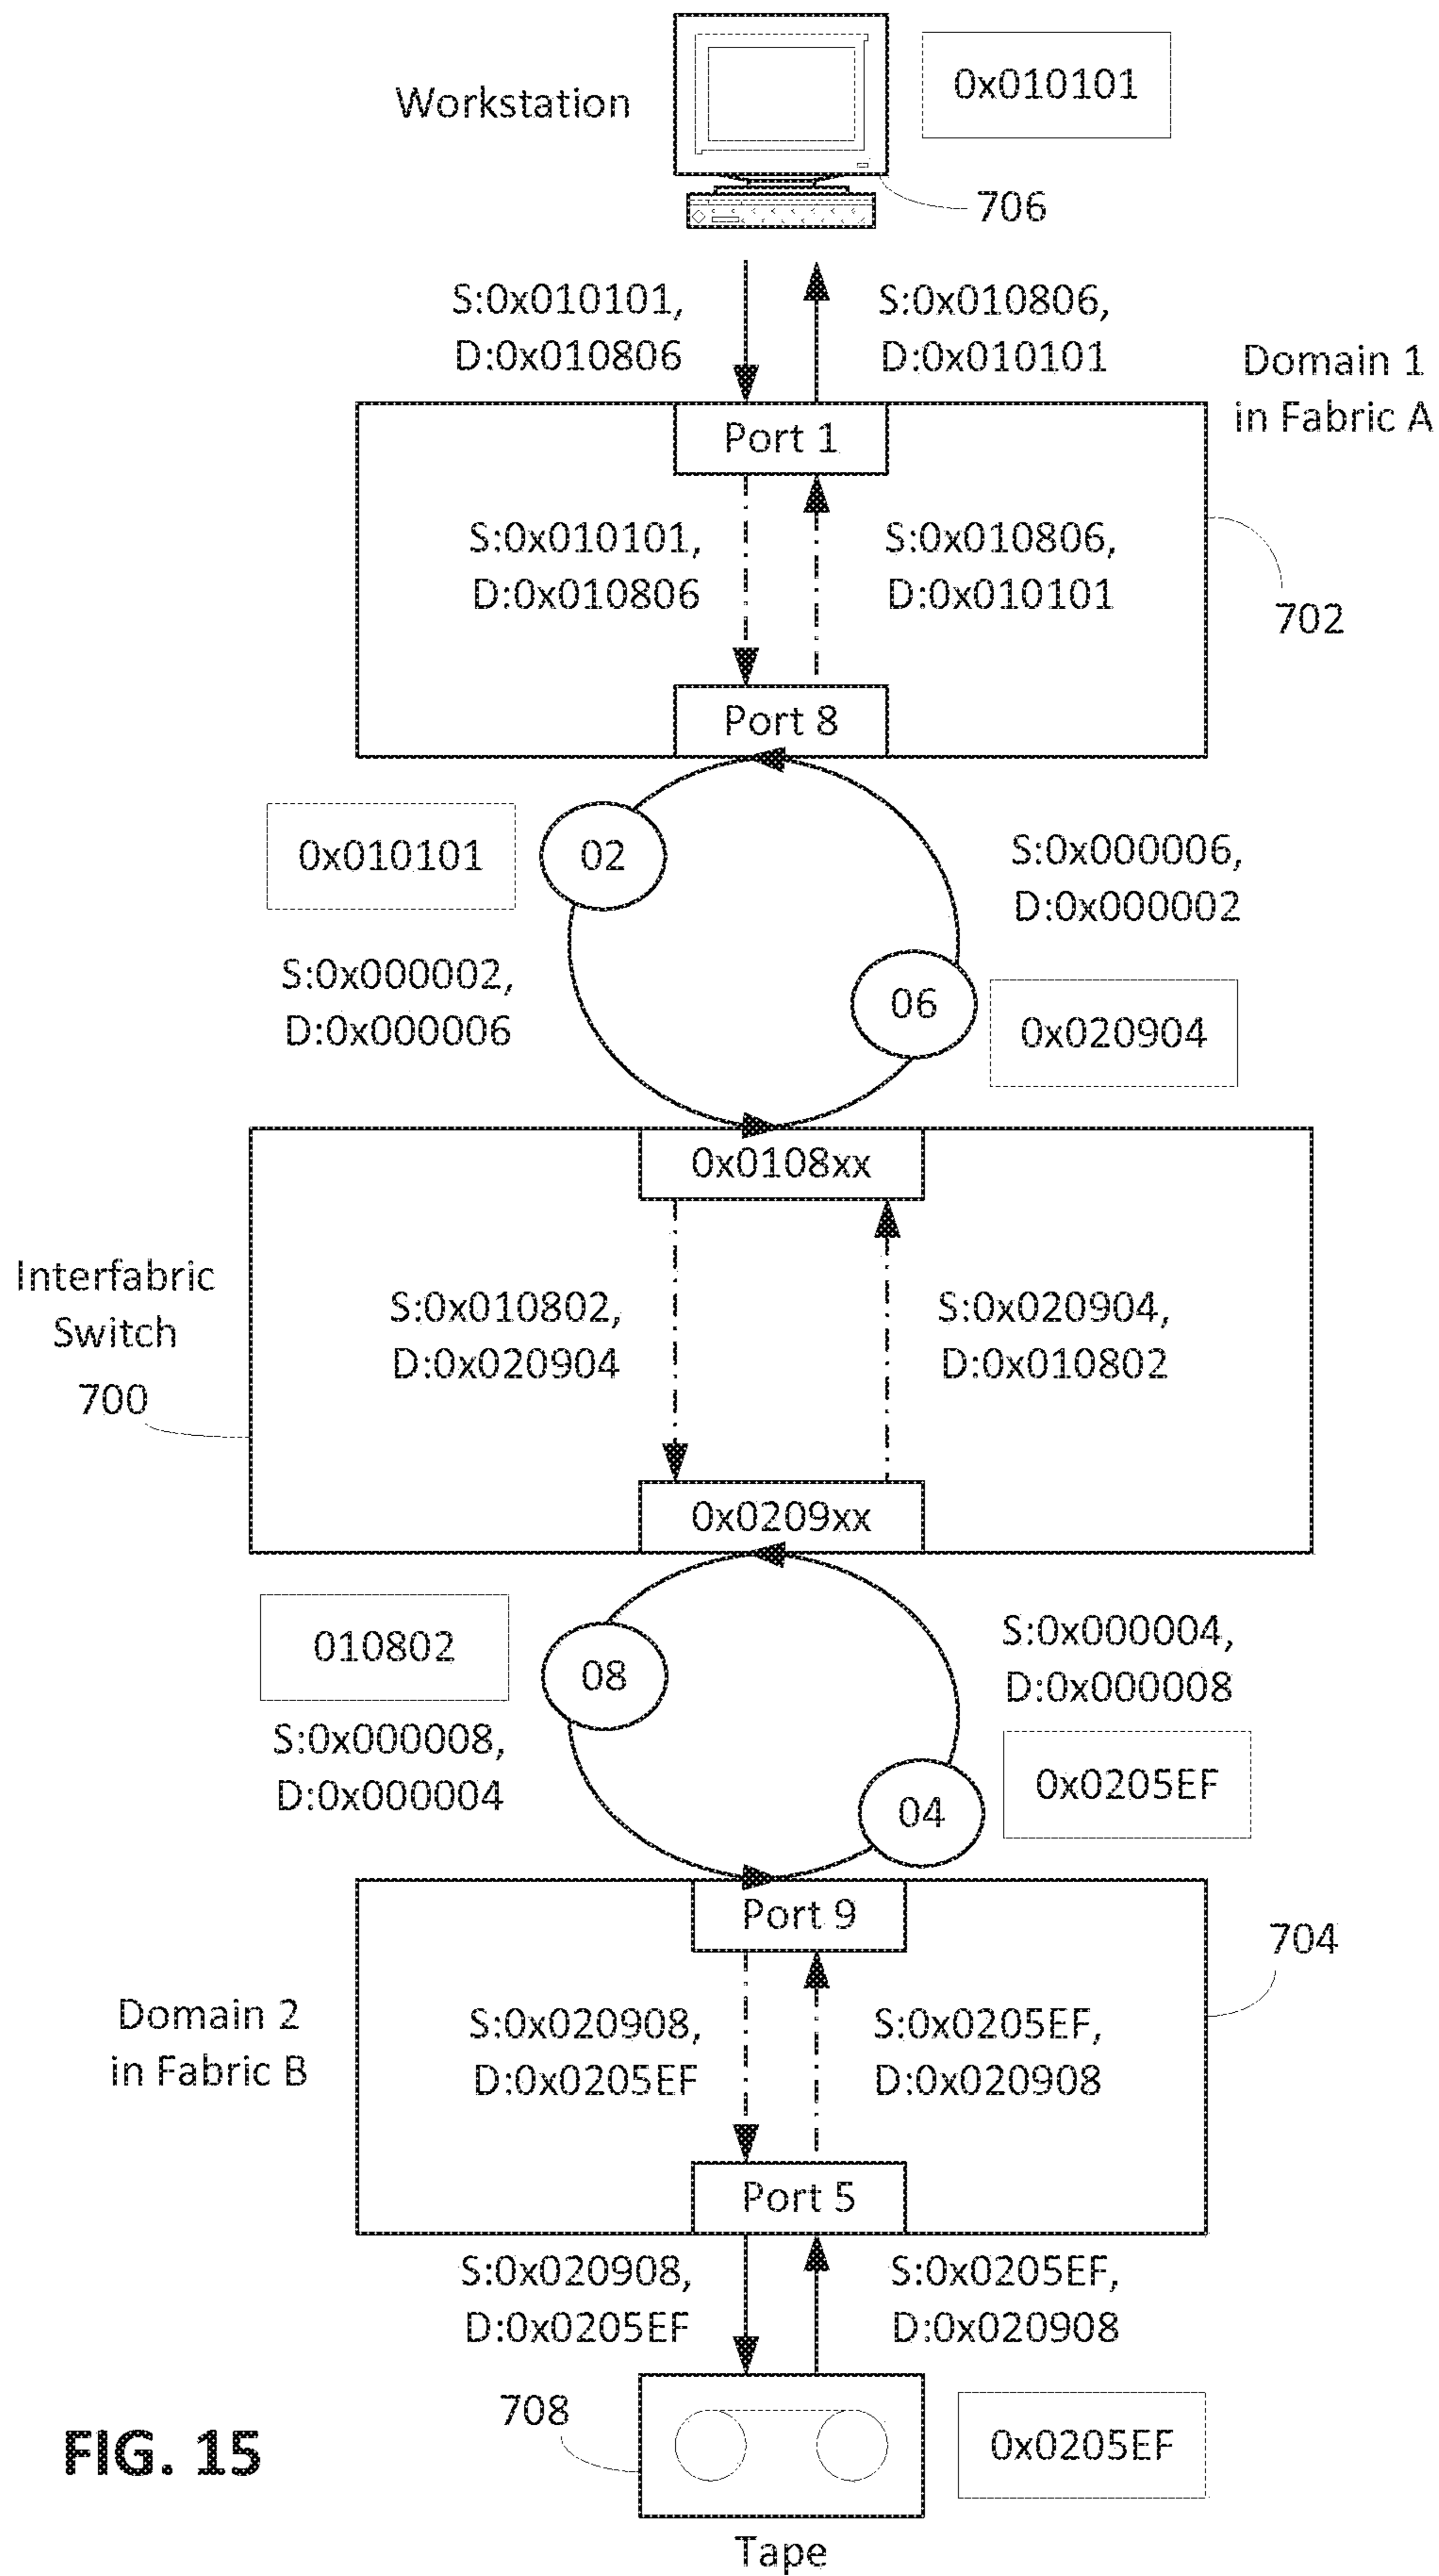 Workstation
0x010101
706
S:0x010101,
D:0x010806
S:0x010806,
D:0x010101
Domain 1
in Fabric A
Port 1
S:0x010101,
D:0x010806
S:0x010806,
D:0x010101
702
Port 8
0x010101
02
S:0x000006,
D:0x000002
S:0x000002,
D:0x000006
06
0x020904
0x0108xx
Interfabric
Switch
700
S:0x010802,
D:0x020904
S:0x020904,
D:0x010802
0x0209xx
010802
08
S:0x000004,
D:0x000008
S:0x000008,
D:0x000004
04
0x0205EF
Port 9
704
Domain 2
in Fabric B
S:0x020908,
D:0x0205EF
S:0x0205EF,
D:0x020908
Port 5
S:0x020908,
D:0x0205EF
S:0x0205EF,
D:0x020908
708
0x0205EF
FIG. 15
Tape